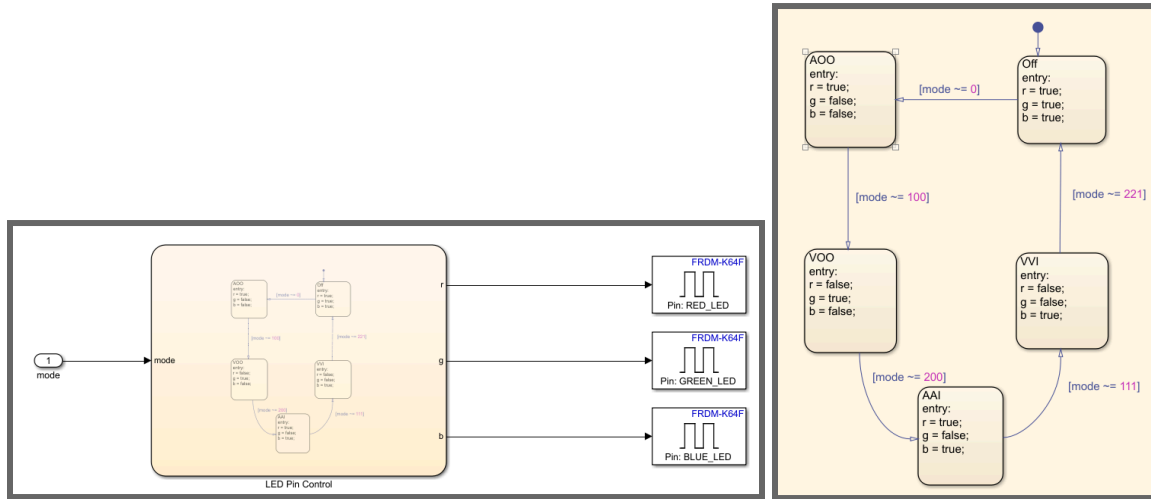 1
mode
mode
r
g
b
LED Pin Control
FRDM-K64F
Pin: RED_LED
FRDM-K64F
Pin: GREEN_LED
FRDM-K64F
Pin: BLUE_LED
AOO
entry:
r = true;
g = false;
b = false;
[mode ~= 0]
Off
entry:
r = true;
g = true;
b = true;
[mode ~= 100]
[mode ~= 221]
VOO
entry:
r = false;
g = true;
b = false;
VVI
entry:
r = false;
g = false;
b = true;
[mode ~= 200]
[mode ~= 111]
AAI
entry:
r = true;
g = false;
b = true;